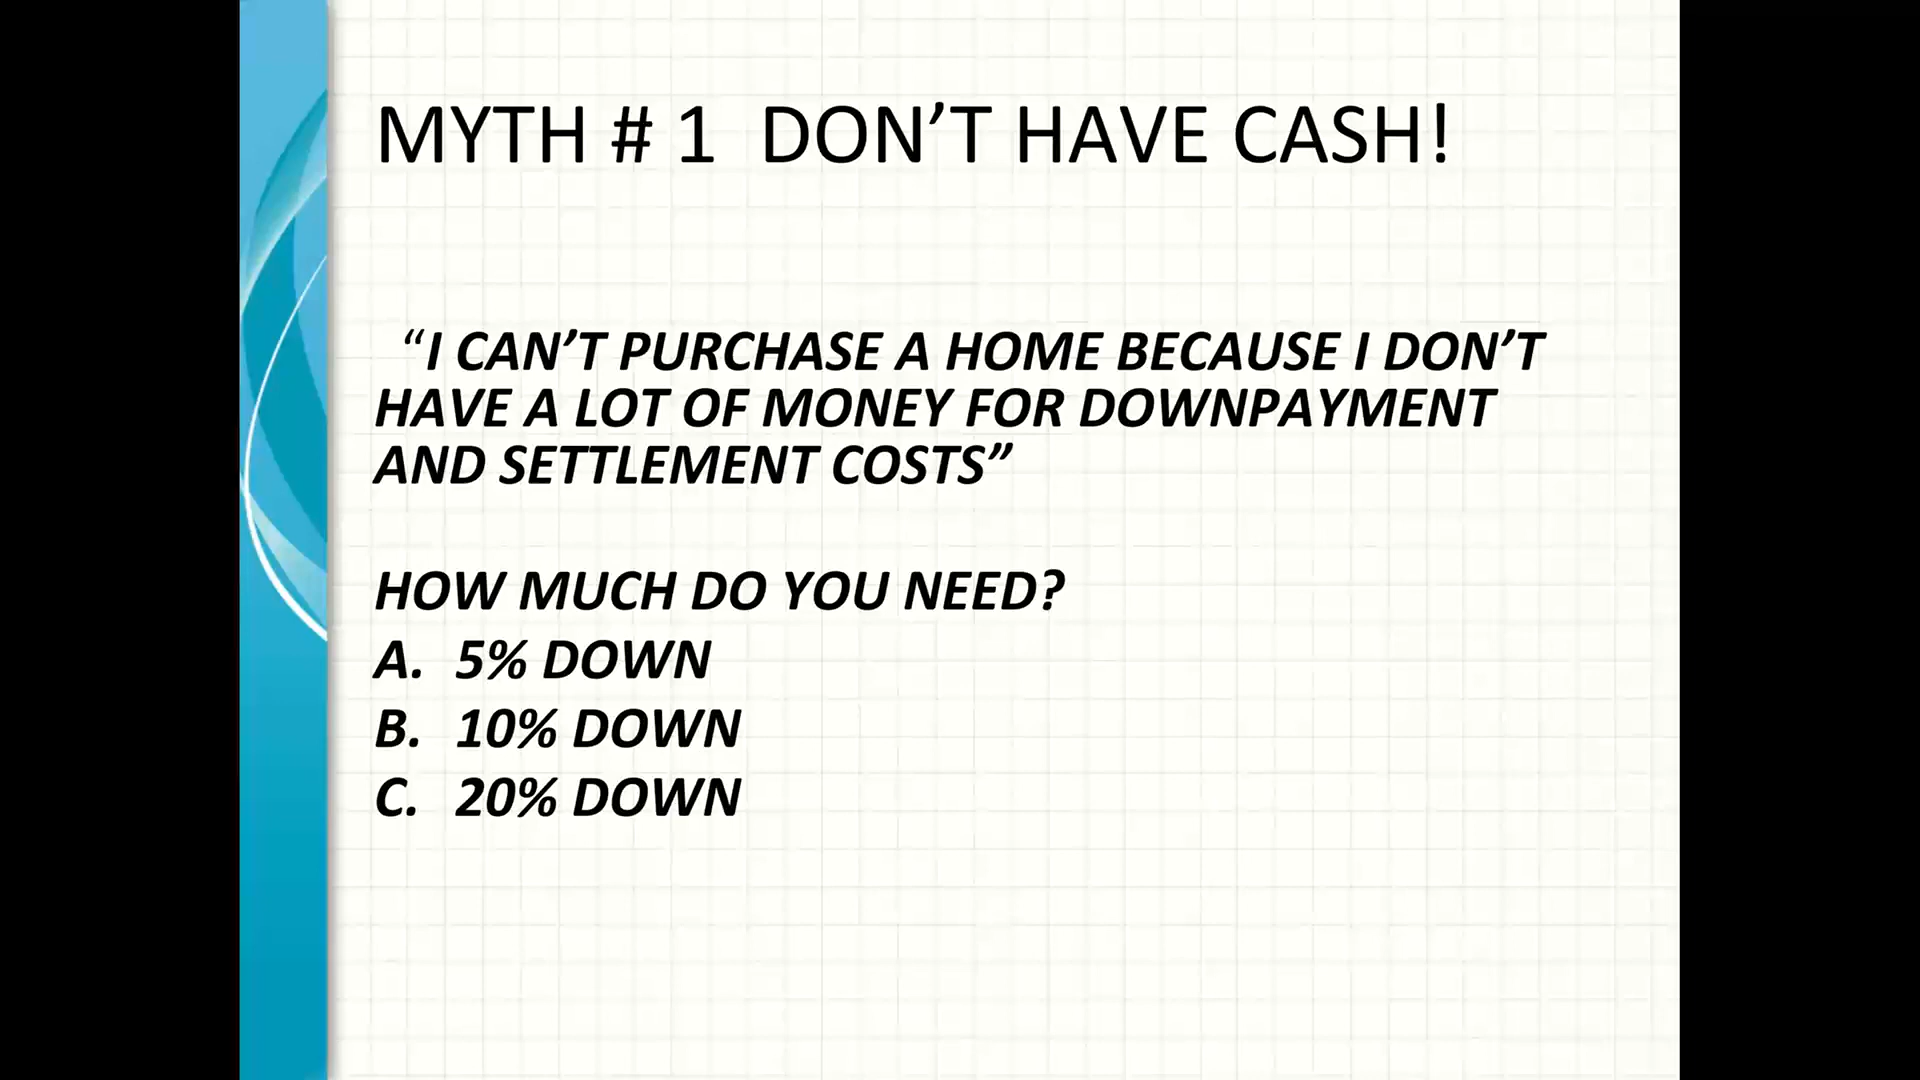 MYTH # 1  DON’T HAVE CASH!
“I CAN’T PURCHASE A HOME BECAUSE I DON’T
HAVE A LOT OF MONEY FOR DOWNPAYMENT
AND SETTLEMENT COSTS”
HOW MUCH DO YOU NEED?
A. 5% DOWN
B. 10% DOWN
C. 20% DOWN